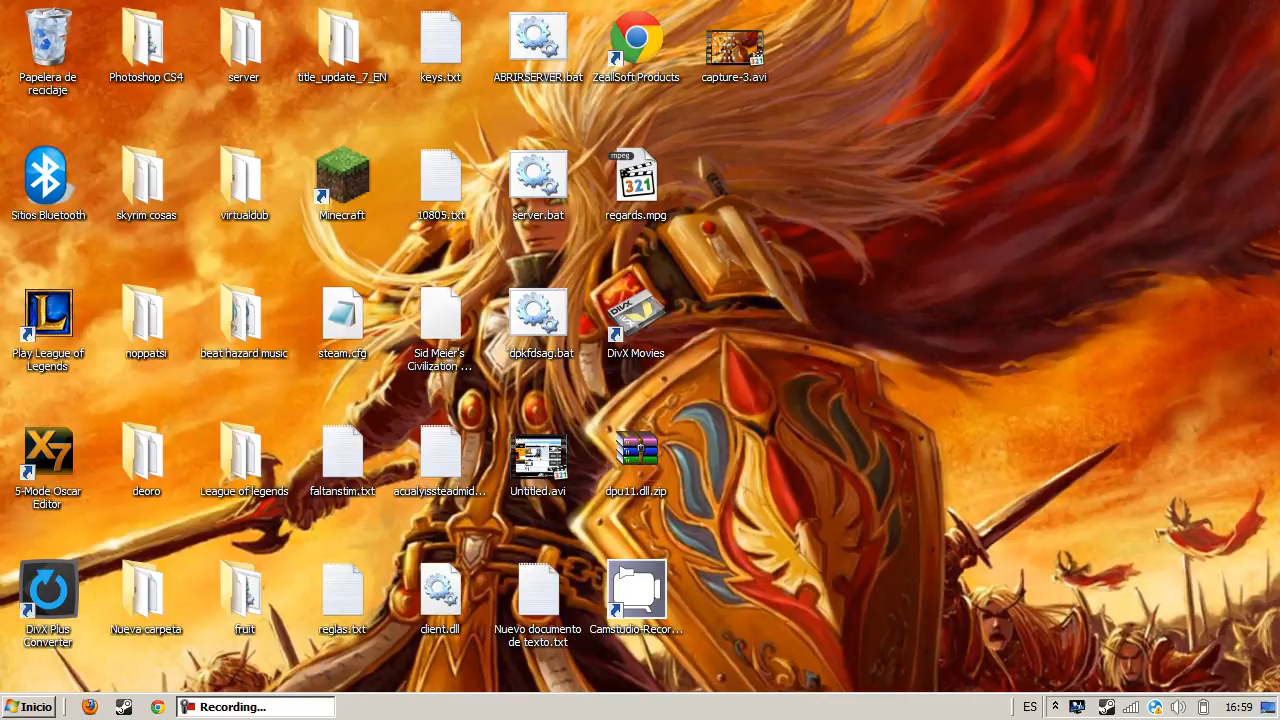 Papelera de
reciclaje
Photoshop CS4
server
title_update_7_EN
keys.txt
ABRIRSERVER.bat
ZeallSoft Products
capture-3.avi
Sitios Bluetooth
skyrim cosas
virtualdub
Minecraft
10805.txt
server.bat
mpeg
321
regards.mpg
Play League of
Legends
noppatsi
beat hazard music
steam.cfg
Sid Meier's
Civilization ...
dpkfdsag.bat
DivX Movies
X7
5-Mode Oscar
Editor
deoro
League of legends
faltanstim.txt
acualyissteadmid...
Untitled.avi
dpu11.dll.zip
DivX Plus
Converter
Nueva carpeta
fruit
reglas.txt
client.dll
Nuevo documento
de texto.txt
Camstudio-Recor...
Inicio
Recording...
ES
16:59